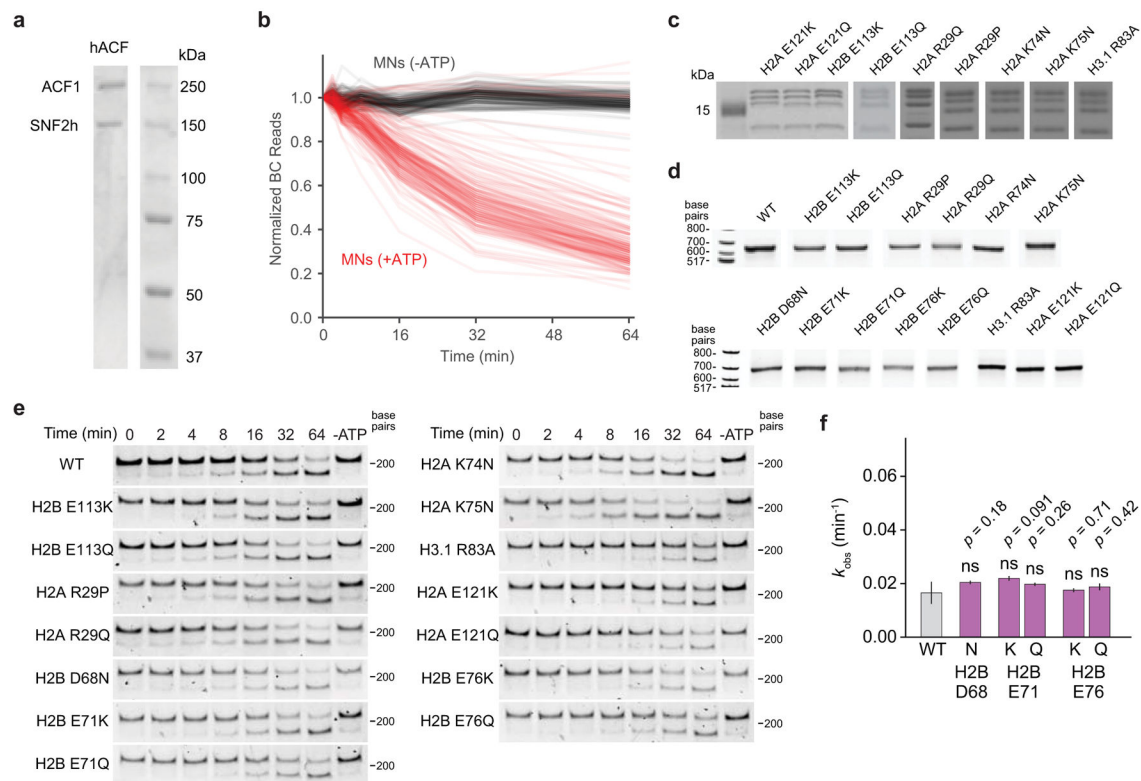 a
hACF
kDa
ACF1
250
SNF2h
150
100
75
50
37
b
MNs (-ATP)
MNs (+ATP)
Normalized BC Reads
1.0
0.8
0.6
0.4
0.2
0.0
0 16 32 48 64
Time (min)
c
H2A E121K
H2A E121Q
H2B E113K
H2B E113Q
H2A R29Q
H2A R29P
H2A K74N
H2A K75N
H3.1 R83A
kDa
15
d
base pairs
WT
H2B E113K
H2B E113Q
H2A R29P
H2A R29Q
H2A R74N
H2A K75N
800-
700-
600-
517-
base pairs
H2B D68N
H2B E71K
H2B E71Q
H2B E76K
H2B E76Q
H3.1 R83A
H2A E121K
H2A E121Q
800-
700-
600-
517-
e
Time (min) 0 2 4 8 16 32 64 -ATP base pairs
WT -200
H2B E113K -200
H2B E113Q -200
H2A R29P -200
H2A R29Q -200
H2B D68N -200
H2B E71K -200
H2B E71Q -200
Time (min) 0 2 4 8 16 32 64 -ATP base pairs
H2A K74N -200
H2A K75N -200
H3.1 R83A -200
H2A E121K -200
H2A E121Q -200
H2B E76K -200
H2B E76Q -200
f
kobs (min-1)
0.06
0.04
0.02
0.00
p = 0.18
p = 0.091
p = 0.26
p = 0.71
p = 0.42
ns
ns
ns
ns
ns
WT N K Q K Q
H2B H2B H2B
D68 E71 E76